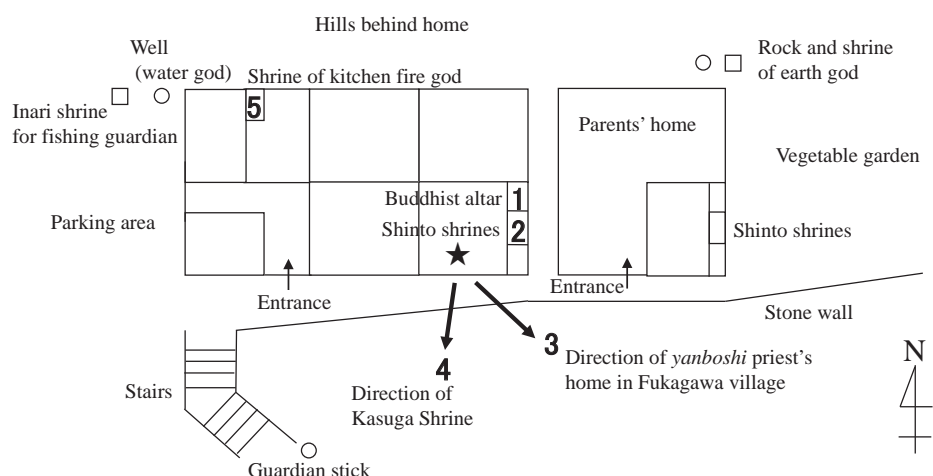 Hills behind home
Well
(water god)
Shrine of kitchen fire god
Rock and shrine
of earth god
Inari shrine
for fishing guardian
5
Parents' home
Vegetable garden
Buddhist altar
1
Parking area
Shinto shrines
2
Shinto shrines
★
Entrance
Entrance
Stone wall
3
4
Direction of yanboshi priest's
home in Fukagawa village
N
Stairs
Direction of
Kasuga Shrine
Guardian stick